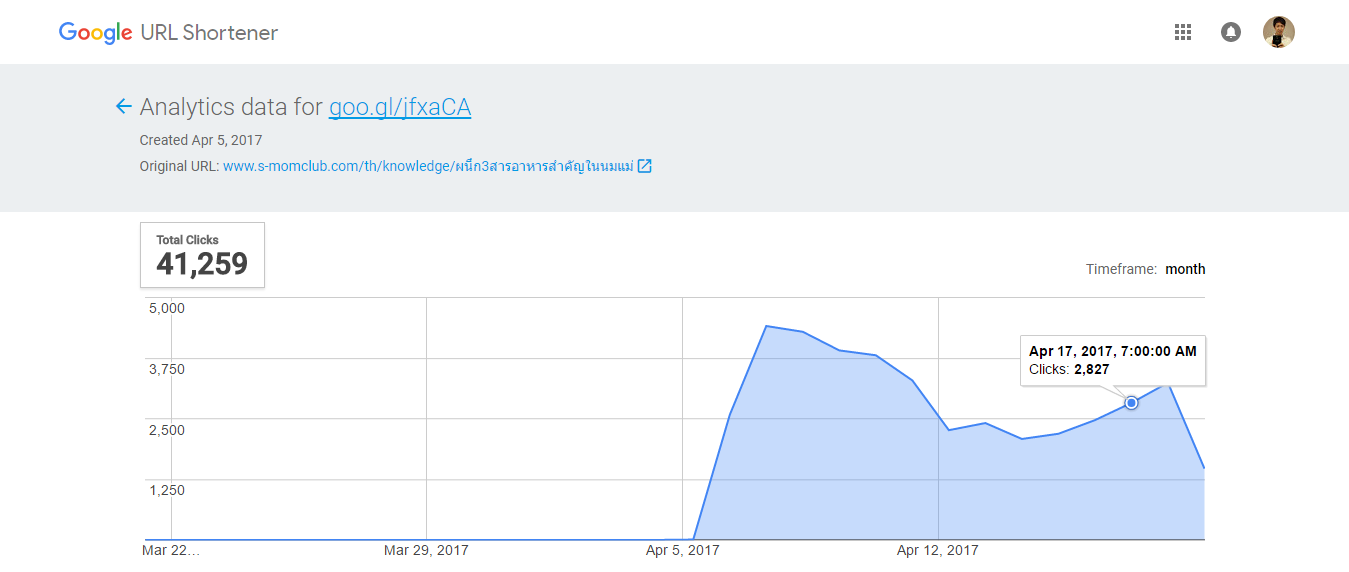 Google URL Shortener
Analytics data for goo.gl/jfxaCA
Created Apr 5, 2017
Original URL: www.s-momclub.com/th/knowledge/ผนึก3สารอาหารสำคัญในนมแม่
Total Clicks
41,259
Timeframe: month
5,000
3,750
2,500
1,250
Apr 17, 2017, 7:00:00 AM
Clicks: 2,827
Mar 22… Mar 29, 2017 Apr 5, 2017 Apr 12, 2017